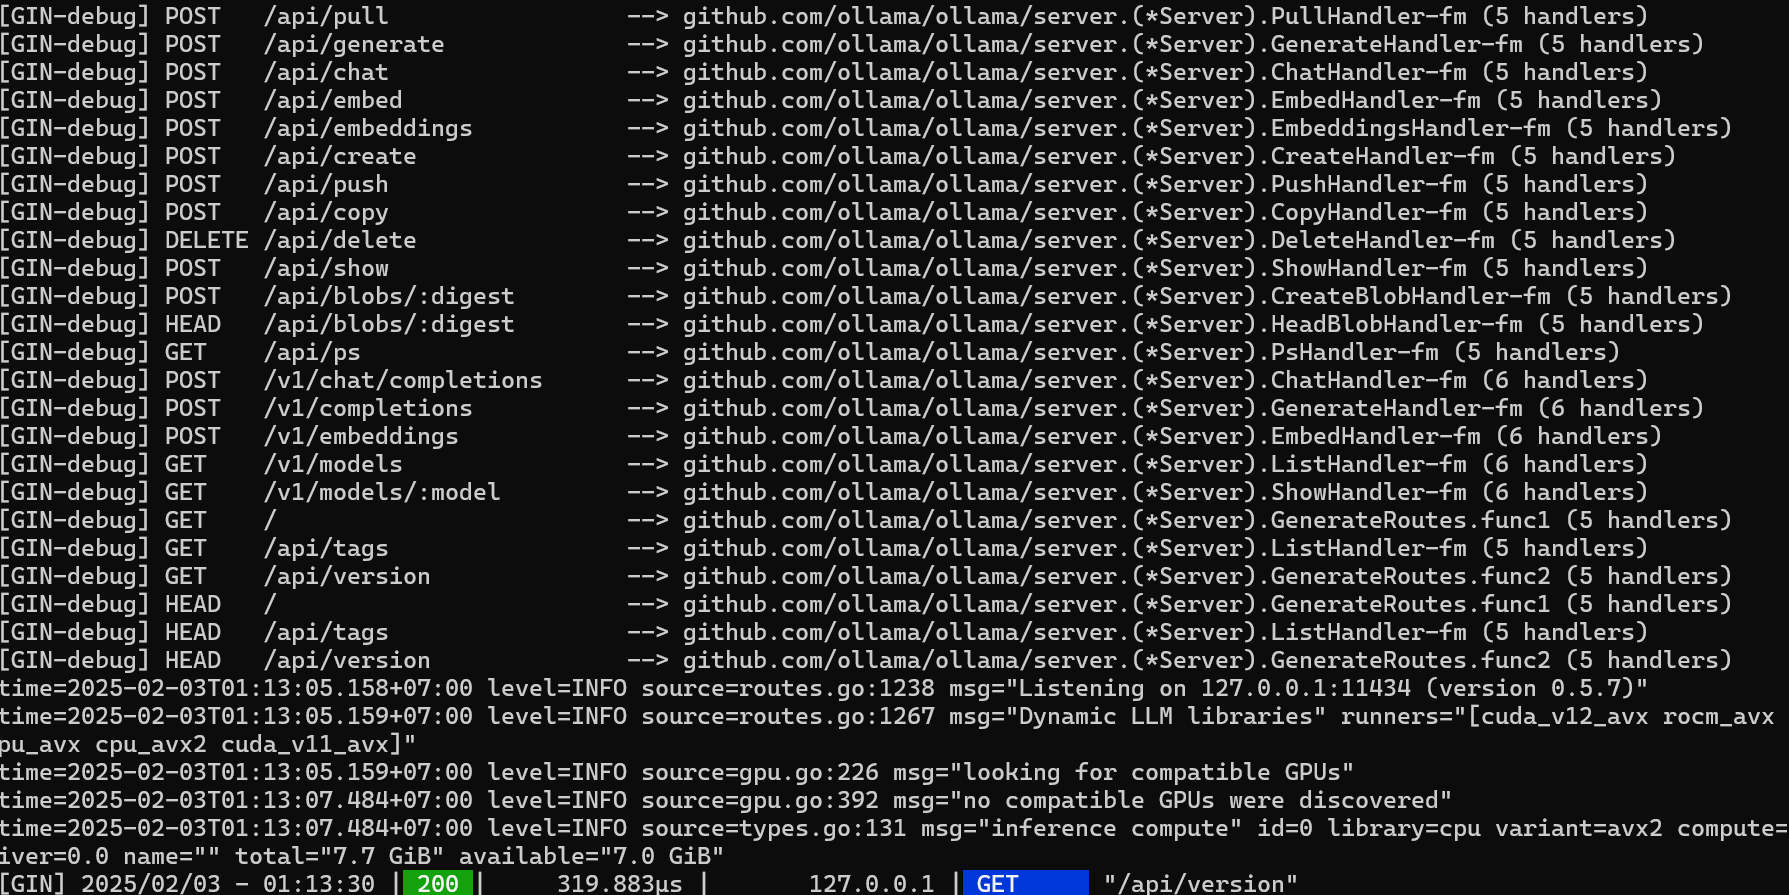 [GIN-debug] POST   /api/pull                 --> github.com/ollama/ollama/server.(*Server).PullHandler-fm (5 handlers)
[GIN-debug] POST   /api/generate             --> github.com/ollama/ollama/server.(*Server).GenerateHandler-fm (5 handlers)
[GIN-debug] POST   /api/chat                 --> github.com/ollama/ollama/server.(*Server).ChatHandler-fm (5 handlers)
[GIN-debug] POST   /api/embed                --> github.com/ollama/ollama/server.(*Server).EmbedHandler-fm (5 handlers)
[GIN-debug] POST   /api/embeddings           --> github.com/ollama/ollama/server.(*Server).EmbeddingsHandler-fm (5 handlers)
[GIN-debug] POST   /api/create               --> github.com/ollama/ollama/server.(*Server).CreateHandler-fm (5 handlers)
[GIN-debug] POST   /api/push                 --> github.com/ollama/ollama/server.(*Server).PushHandler-fm (5 handlers)
[GIN-debug] POST   /api/copy                 --> github.com/ollama/ollama/server.(*Server).CopyHandler-fm (5 handlers)
[GIN-debug] DELETE /api/delete               --> github.com/ollama/ollama/server.(*Server).DeleteHandler-fm (5 handlers)
[GIN-debug] POST   /api/show                 --> github.com/ollama/ollama/server.(*Server).ShowHandler-fm (5 handlers)
[GIN-debug] POST   /api/blobs/:digest        --> github.com/ollama/ollama/server.(*Server).CreateBlobHandler-fm (5 handlers)
[GIN-debug] HEAD   /api/blobs/:digest        --> github.com/ollama/ollama/server.(*Server).HeadBlobHandler-fm (5 handlers)
[GIN-debug] GET    /api/ps                   --> github.com/ollama/ollama/server.(*Server).PsHandler-fm (5 handlers)
[GIN-debug] POST   /v1/chat/completions      --> github.com/ollama/ollama/server.(*Server).ChatHandler-fm (6 handlers)
[GIN-debug] POST   /v1/completions           --> github.com/ollama/ollama/server.(*Server).GenerateHandler-fm (6 handlers)
[GIN-debug] POST   /v1/embeddings            --> github.com/ollama/ollama/server.(*Server).EmbedHandler-fm (6 handlers)
[GIN-debug] GET    /v1/models                --> github.com/ollama/ollama/server.(*Server).ListHandler-fm (6 handlers)
[GIN-debug] GET    /v1/models/:model         --> github.com/ollama/ollama/server.(*Server).ShowHandler-fm (6 handlers)
[GIN-debug] GET    /                         --> github.com/ollama/ollama/server.(*Server).GenerateRoutes.func1 (5 handlers)
[GIN-debug] GET    /api/tags                 --> github.com/ollama/ollama/server.(*Server).ListHandler-fm (5 handlers)
[GIN-debug] GET    /api/version              --> github.com/ollama/ollama/server.(*Server).GenerateRoutes.func2 (5 handlers)
[GIN-debug] HEAD   /                         --> github.com/ollama/ollama/server.(*Server).GenerateRoutes.func1 (5 handlers)
[GIN-debug] HEAD   /api/tags                 --> github.com/ollama/ollama/server.(*Server).ListHandler-fm (5 handlers)
[GIN-debug] HEAD   /api/version              --> github.com/ollama/ollama/server.(*Server).GenerateRoutes.func2 (5 handlers)
time=2025-02-03T01:13:05.158+07:00 level=INFO source=routes.go:1238 msg="Listening on 127.0.0.1:11434 (version 0.5.7)"
time=2025-02-03T01:13:05.159+07:00 level=INFO source=routes.go:1267 msg="Dynamic LLM libraries" runners="[cuda_v12_avx rocm_avx
pu_avx cpu_avx2 cuda_v11_avx]"
time=2025-02-03T01:13:05.159+07:00 level=INFO source=gpu.go:226 msg="looking for compatible GPUs"
time=2025-02-03T01:13:07.484+07:00 level=INFO source=gpu.go:392 msg="no compatible GPUs were discovered"
time=2025-02-03T01:13:07.484+07:00 level=INFO source=types.go:131 msg="inference compute" id=0 library=cpu variant=avx2 compute=
iver=0.0 name="" total="7.7 GiB" available="7.0 GiB"
[GIN] 2025/02/03 - 01:13:30 | 200 |     319.883µs |       127.0.0.1 | GET      "/api/version"